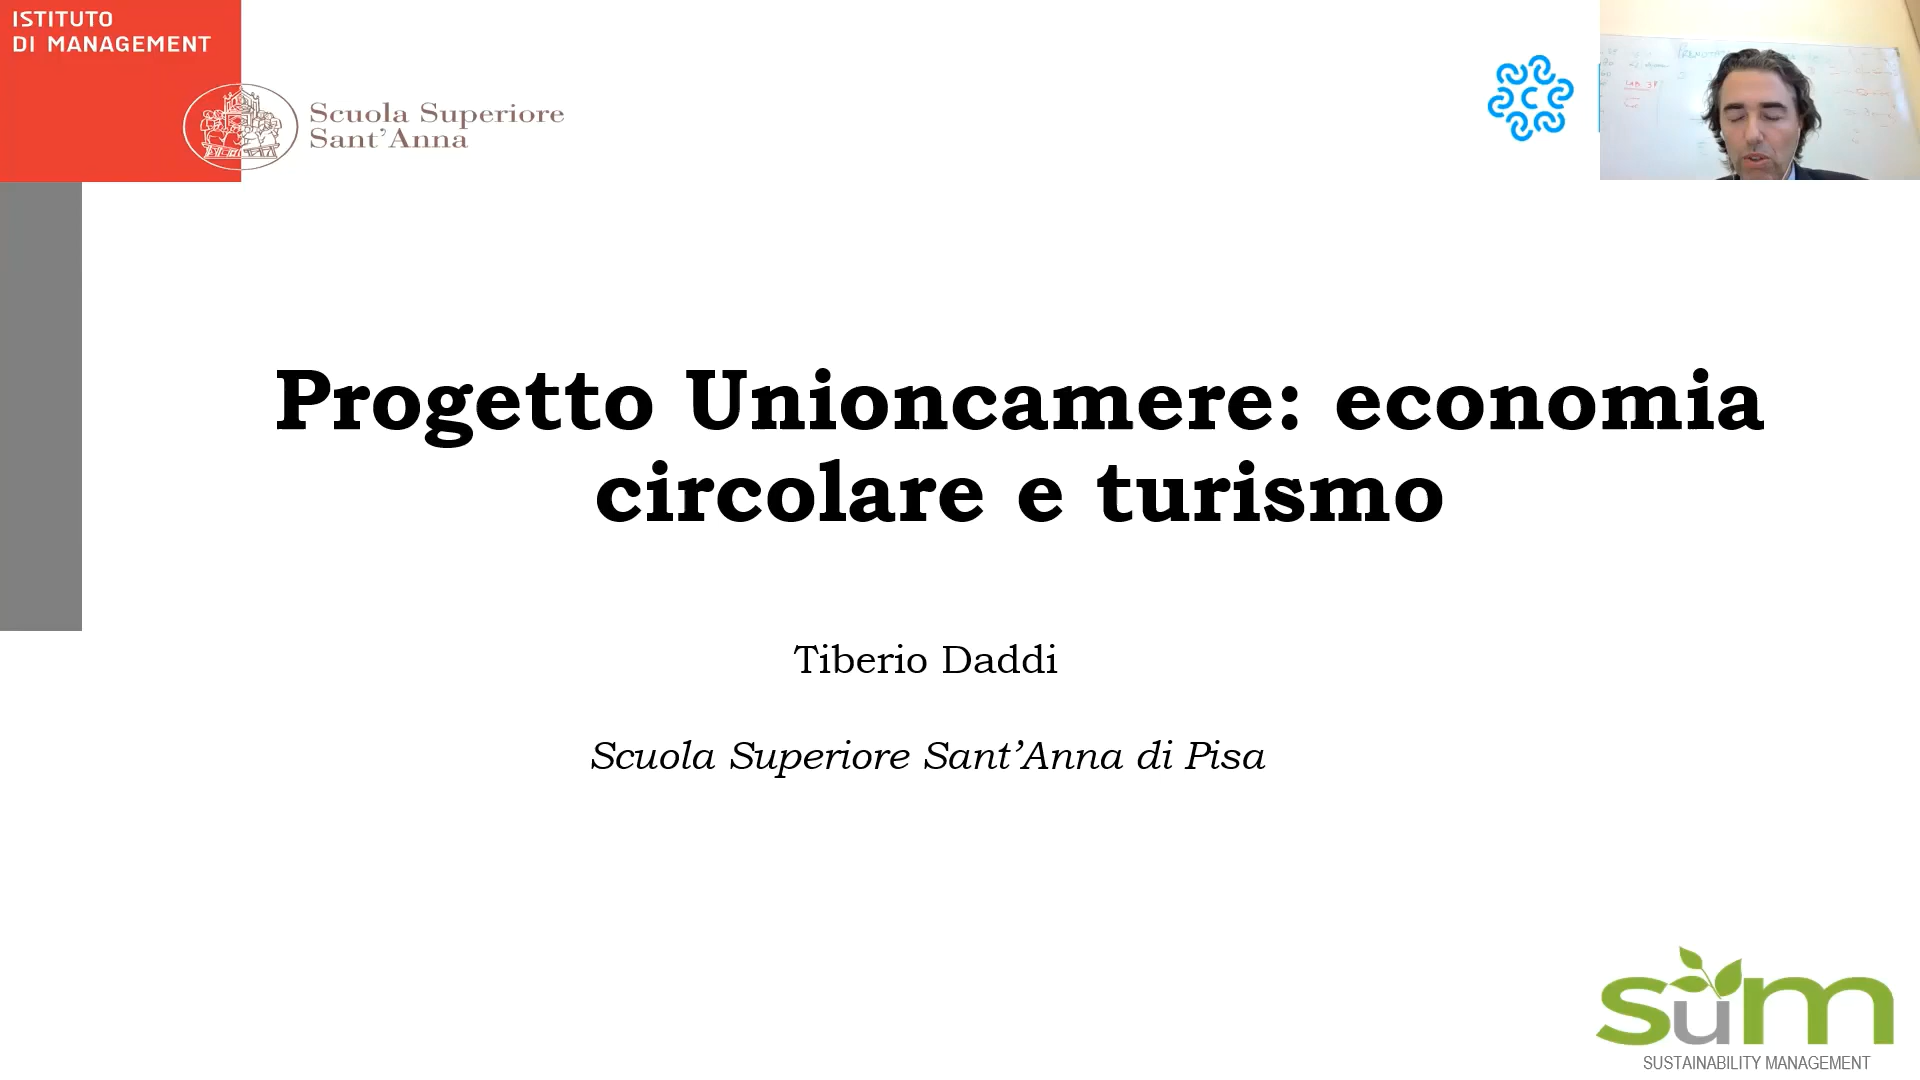 ISTITUTO
DI MANAGEMENT
Scuola Superiore
Sant'Anna
Progetto Unioncamere: economia
circolare e turismo
Tiberio Daddi
Scuola Superiore Sant’Anna di Pisa
sum
SUSTAINABILITY MANAGEMENT